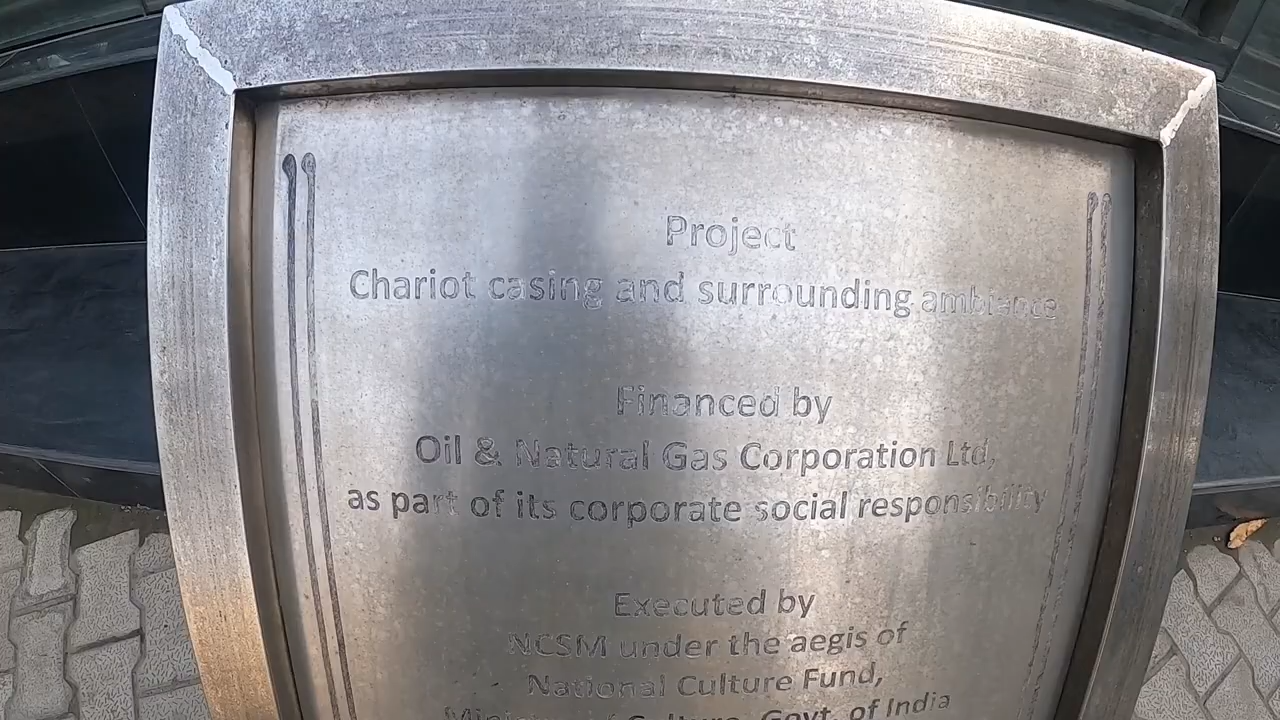 Project
Chariot casing and surrounding ambiance
Financed by
Oil & Natural Gas Corporation Ltd,
as part of its corporate social responsibility
Executed by
NCSM under the aegis of
National Culture Fund,
Ministry of Culture, Govt. of India